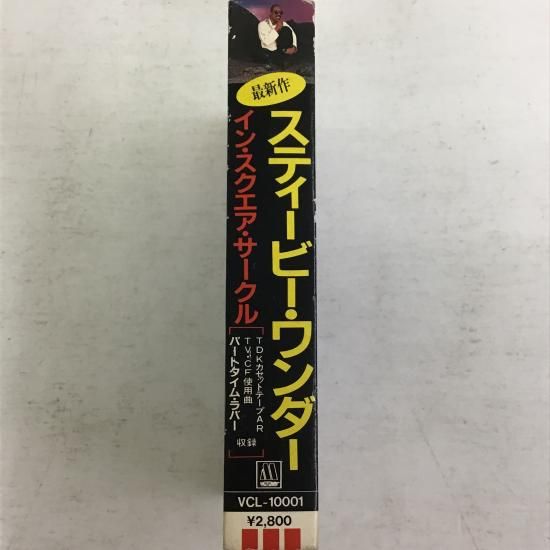 最新作
スティービー・ワンダー
イン・スクエア・サークル
TDKカセットテープAR
TV・CF使用曲
パートタイム・ラバー
収録
MOTOWN
VCL-10001
¥2,800